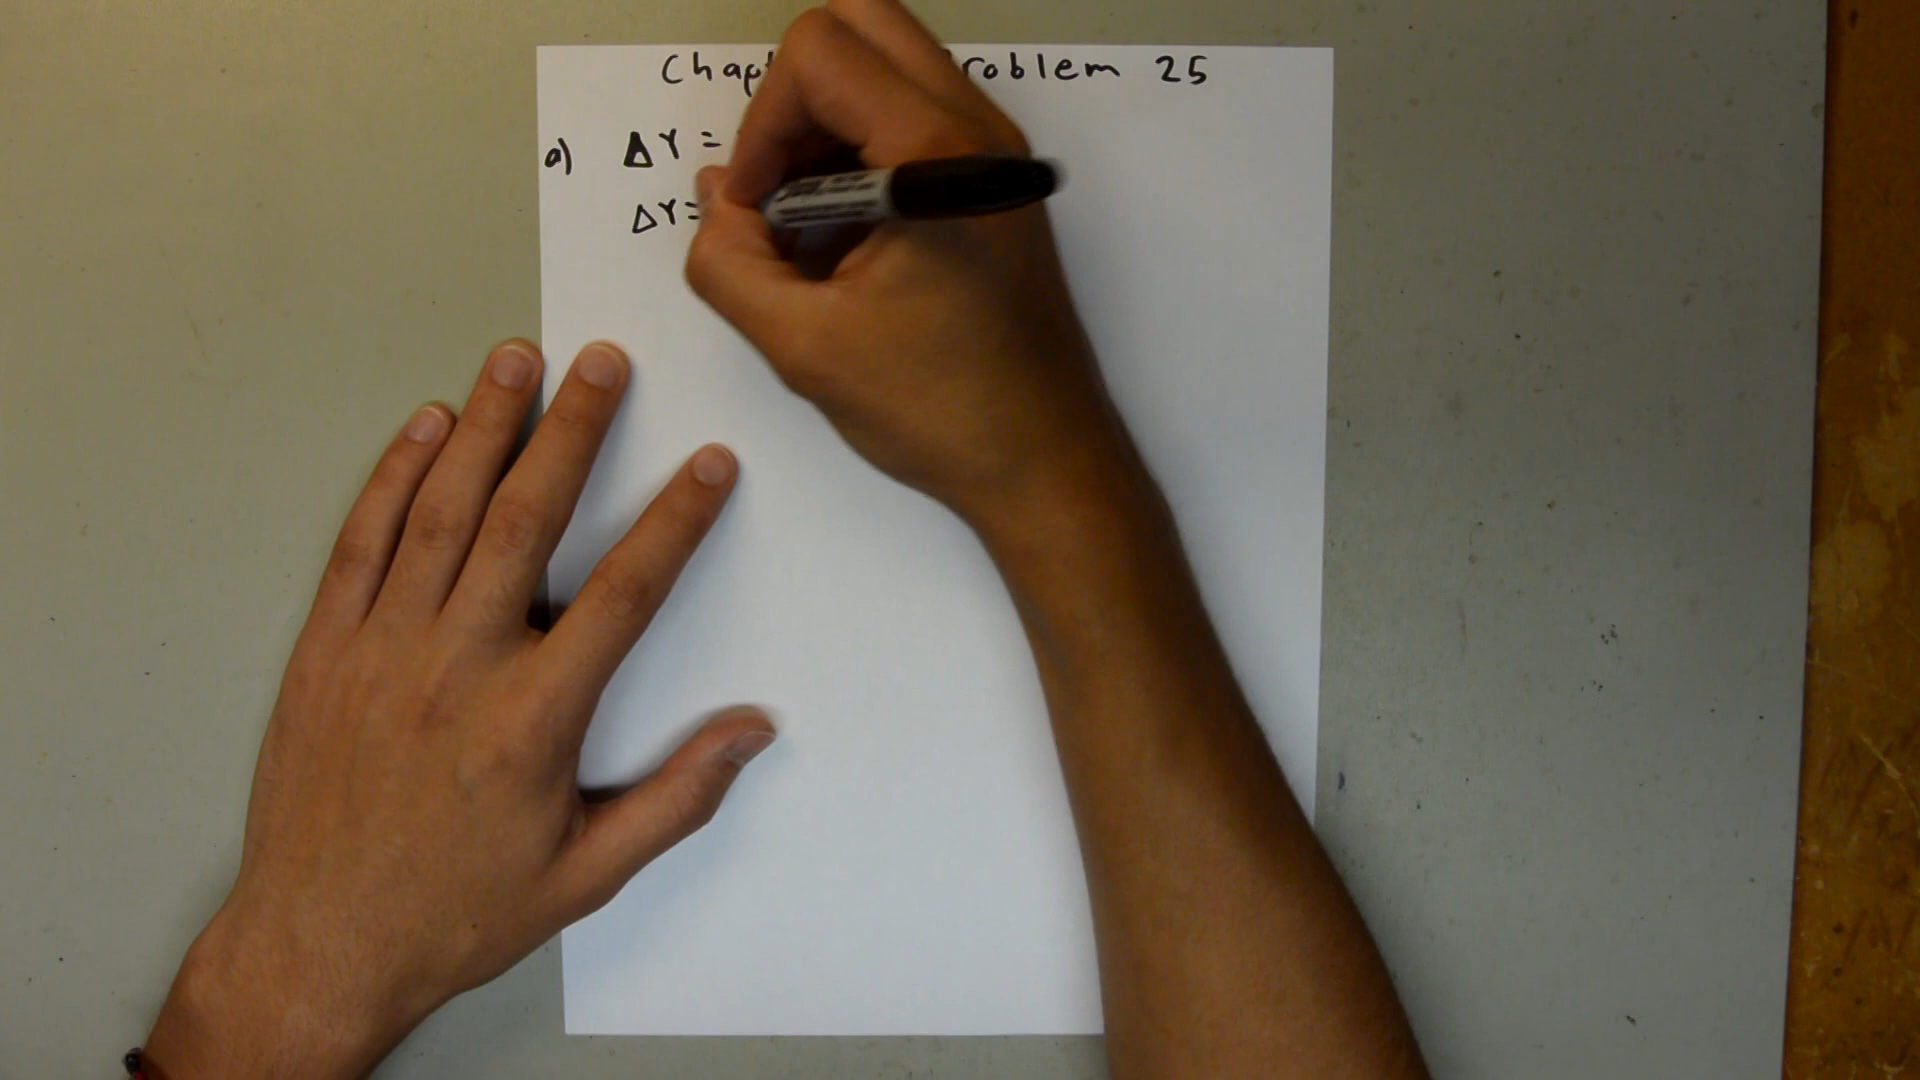 Chap roblem 25
a) ΔY =
ΔY=